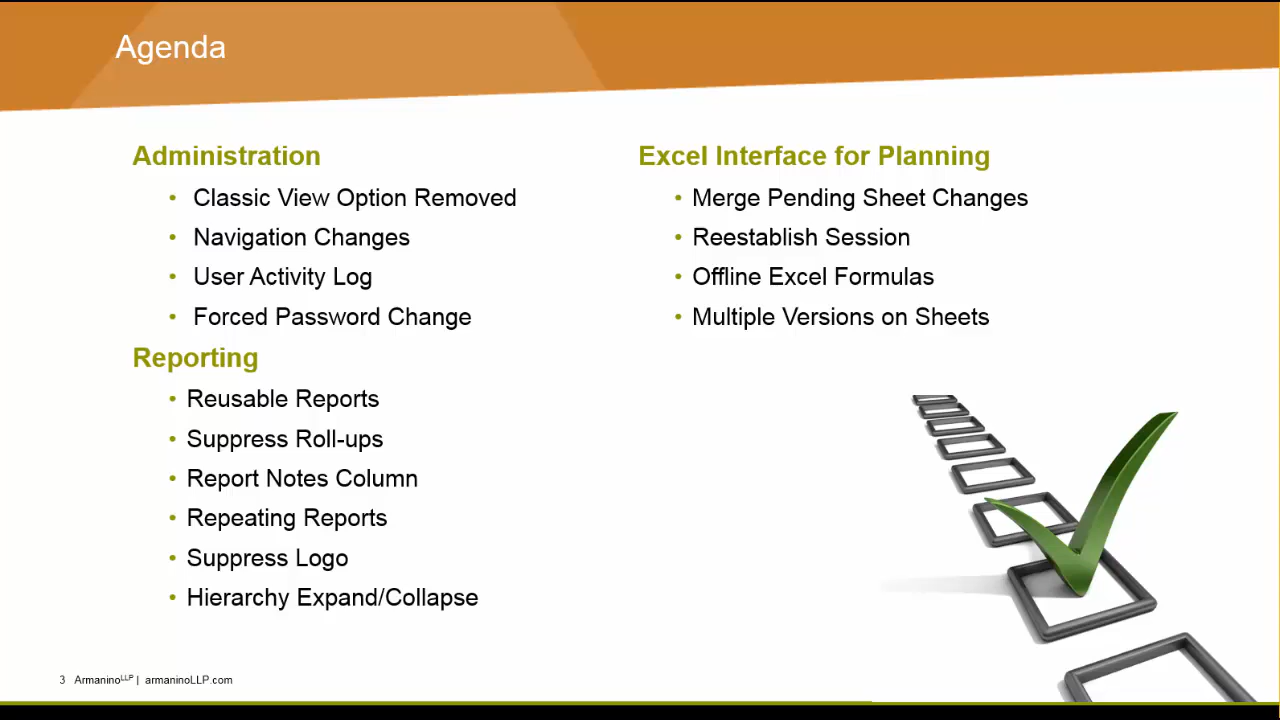 Agenda
Administration
• Classic View Option Removed
• Navigation Changes
• User Activity Log
• Forced Password Change
Reporting
• Reusable Reports
• Suppress Roll-ups
• Report Notes Column
• Repeating Reports
• Suppress Logo
• Hierarchy Expand/Collapse
Excel Interface for Planning
• Merge Pending Sheet Changes
• Reestablish Session
• Offline Excel Formulas
• Multiple Versions on Sheets
3 ArmaninoLLP | armaninoLLP.com